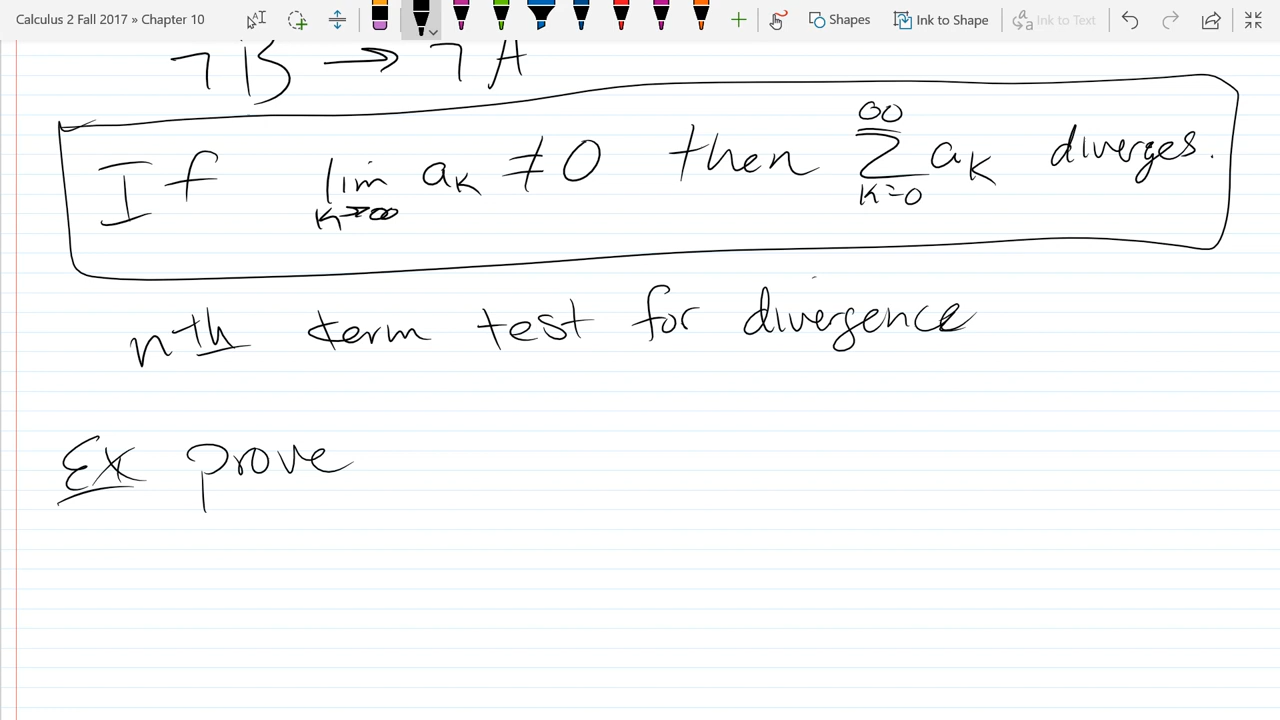 Calculus 2 Fall 2017 » Chapter 10 Shapes Ink to Shape Ink to Text
¬B → ¬A
If lim k→∞ aₖ ≠ 0 then ∞ Σ k=0 aₖ diverges.
nth term test for divergence
Ex prove